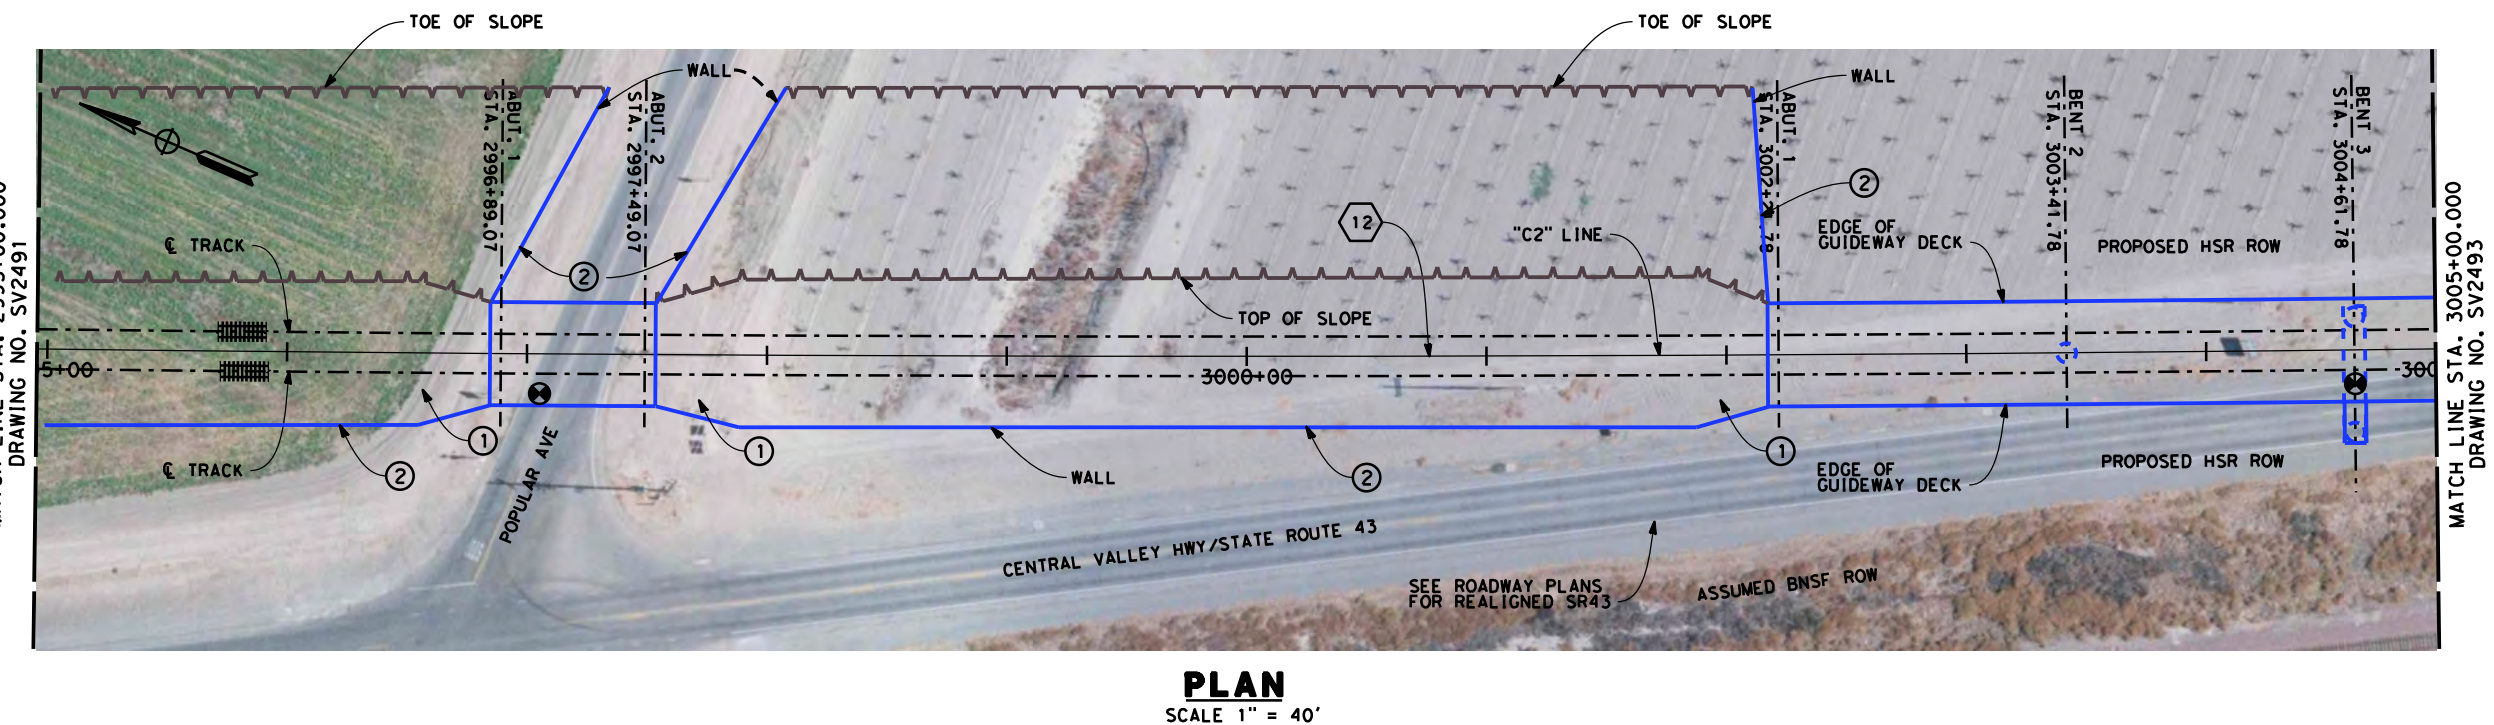 TOE OF SLOPE
TOE OF SLOPE
WALL
WALL
ABUT. 1
STA. 2996+89.07
ABUT. 2
STA. 2997+49.07
ABUT. 1
BENT 2
STA. 3003+41.78
BENT 3
STA. 3004+61.78
2
12
"C2" LINE
EDGE OF
GUIDEWAY DECK
PROPOSED HSR ROW
℄ TRACK
2
TOP OF SLOPE
5+00
3000+00
300
DRAWING NO. SV2491
MATCH LINE STA. 3005+00.000
DRAWING NO. SV2493
℄ TRACK
2
1
POPULAR AVE
1
WALL
2
1
EDGE OF
GUIDEWAY DECK
PROPOSED HSR ROW
CENTRAL VALLEY HWY/STATE ROUTE 43
SEE ROADWAY PLANS
FOR REALIGNED SR43
ASSUMED BNSF ROW
PLAN
SCALE 1" = 40'